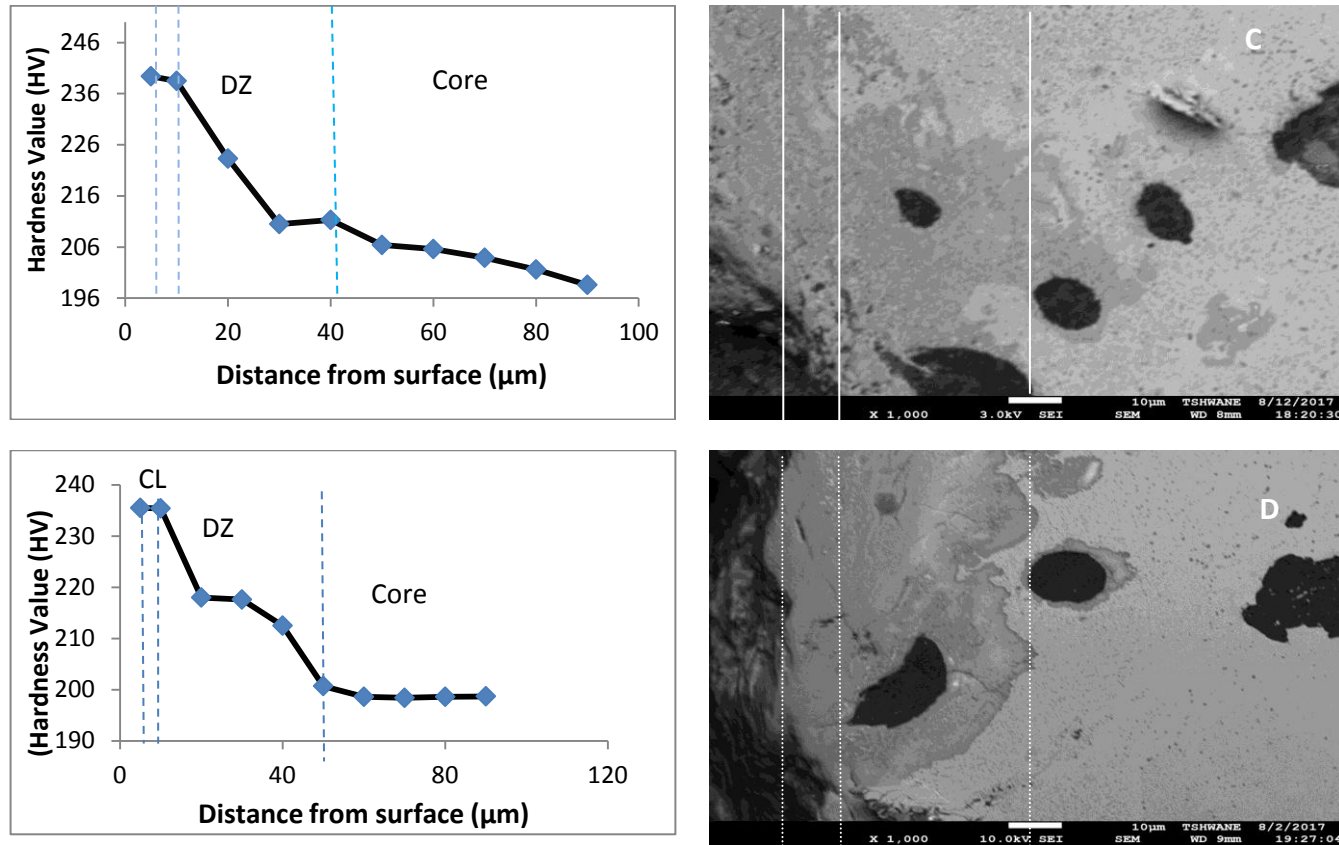 246
236
226
216
206
196
Hardness Value (HV)
DZ
Core
0
20
40
60
80
100
Distance from surface (µm)
C
10µm TSHWANE 8/12/2017
X 1,000 3.0kV SEI SEM WD 8mm 18:20:30
240
230
220
210
200
190
(Hardness Value (HV)
CL
DZ
Core
0
40
80
120
Distance from surface (µm)
D
10µm TSHWANE 8/2/2017
X 1,000 10.0kV SEI SEM WD 9mm 19:27:04